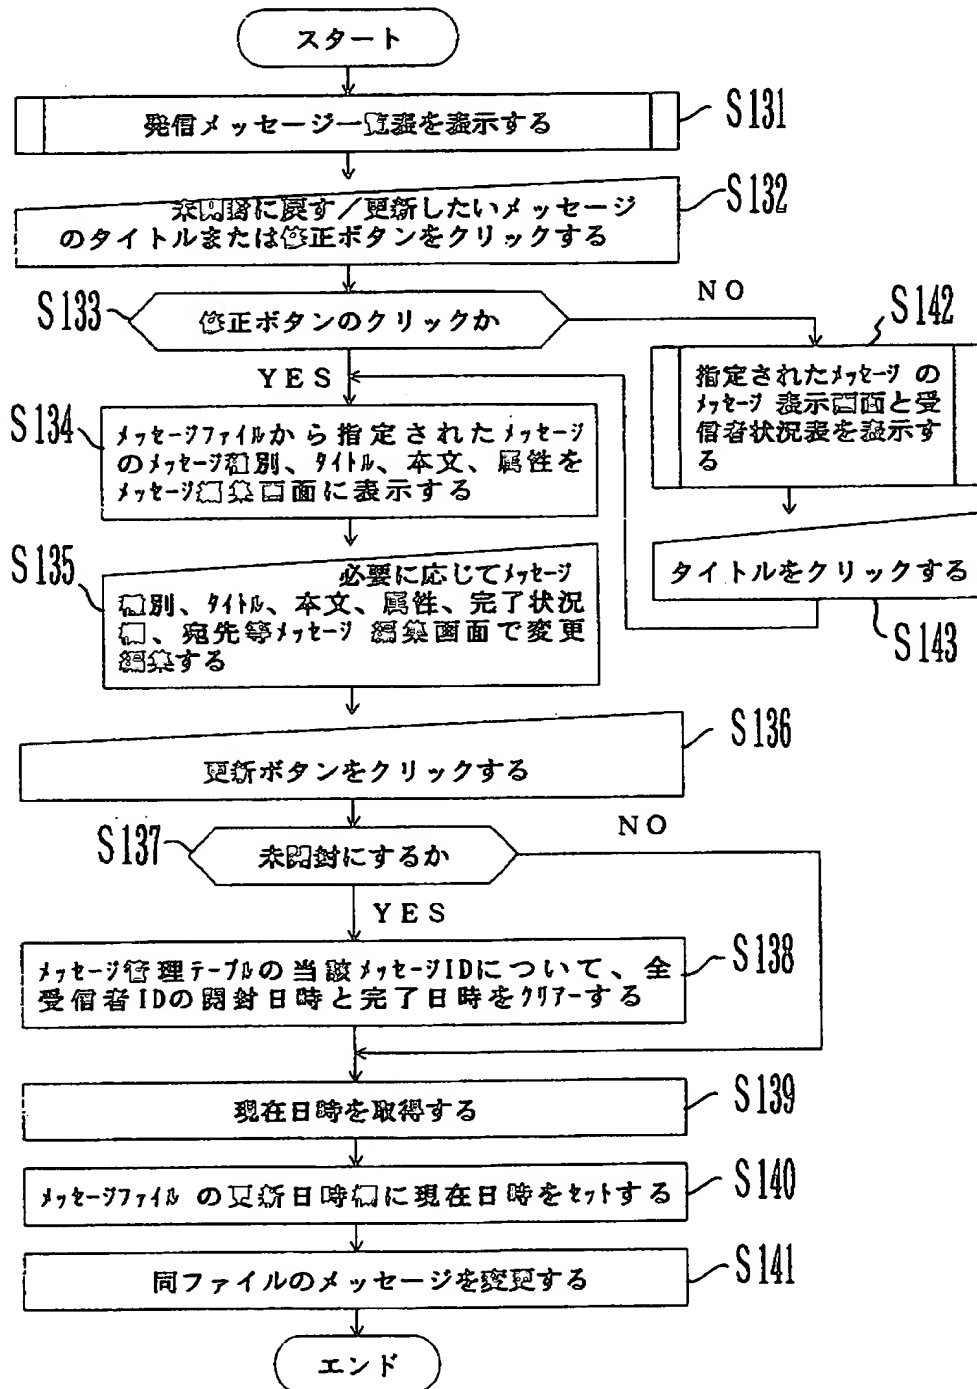 スタート
発信メッセージ一覧表を表示する
S131
未開封に戻す／更新したいメッセージ
のタイトルまたは修正ボタンをクリックする
S132
S133
修正ボタンのクリックか
NO
YES
S142
指定されたメッセージ の
メッセージ 表示画面と受
信者状況表を表示す
る
S134
メッセージファイルから指定されたメッセージ
のメッセージ種別、タイトル、本文、属性を
メッセージ編集画面に表示する
タイトルをクリックする
S143
S135
必要に応じてメッセージ
種別、タイトル、本文、属性、完了状況
欄、宛先等メッセージ 編集画面で変更
編集する
S136
更新ボタンをクリックする
S137
未開封にするか
NO
YES
メッセージ管理テーブルの当該メッセージIDについて、全
受信者IDの開封日時と完了日時をクリアーする
S138
現在日時を取得する
S139
メッセージファイル の更新日時欄に現在日時をセットする
S140
同ファイルのメッセージを変更する
S141
エンド